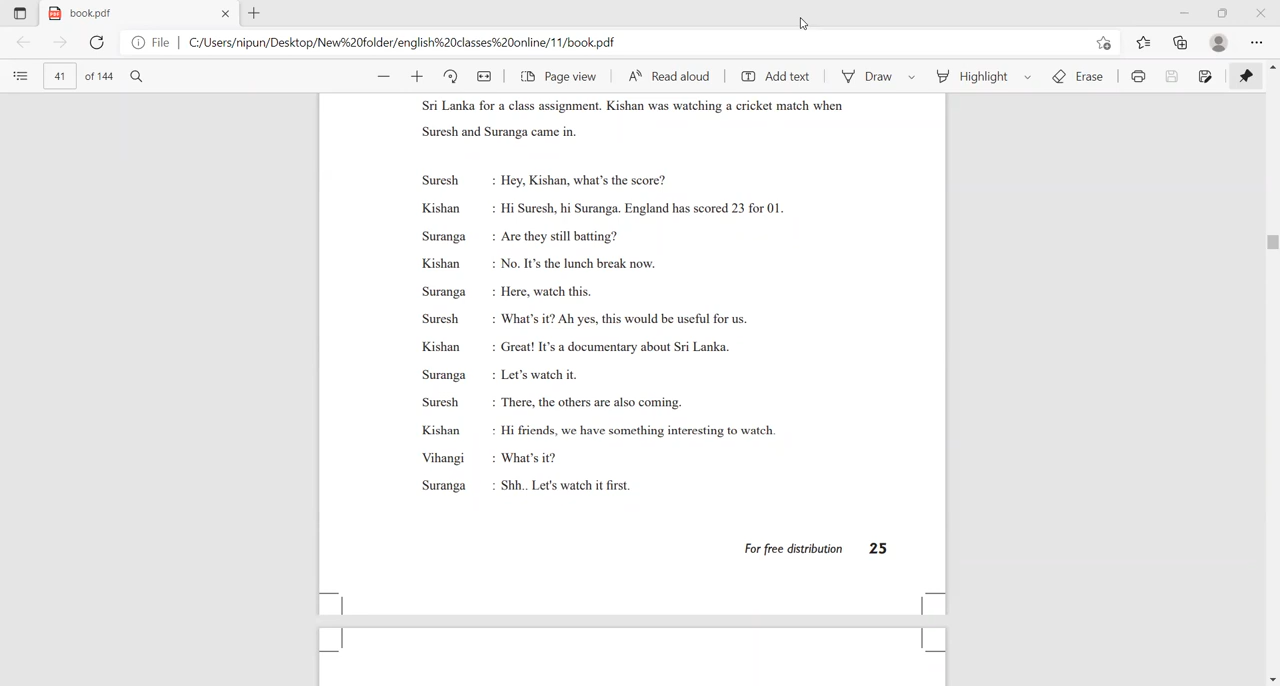 book.pdf
File
C:/Users/nipun/Desktop/New%20folder/english%20classes%20online/11/book.pdf
41 of 144 Page view Read aloud Add text Draw Highlight Erase
Sri Lanka for a class assignment. Kishan was watching a cricket match when
Suresh and Suranga came in.
Suresh : Hey, Kishan, what's the score?
Kishan : Hi Suresh, hi Suranga. England has scored 23 for 01.
Suranga : Are they still batting?
Kishan : No. It's the lunch break now.
Suranga : Here, watch this.
Suresh : What's it? Ah yes, this would be useful for us.
Kishan : Great! It's a documentary about Sri Lanka.
Suranga : Let's watch it.
Suresh : There, the others are also coming.
Kishan : Hi friends, we have something interesting to watch.
Vihangi : What's it?
Suranga : Shh.. Let's watch it first.
For free distribution 25